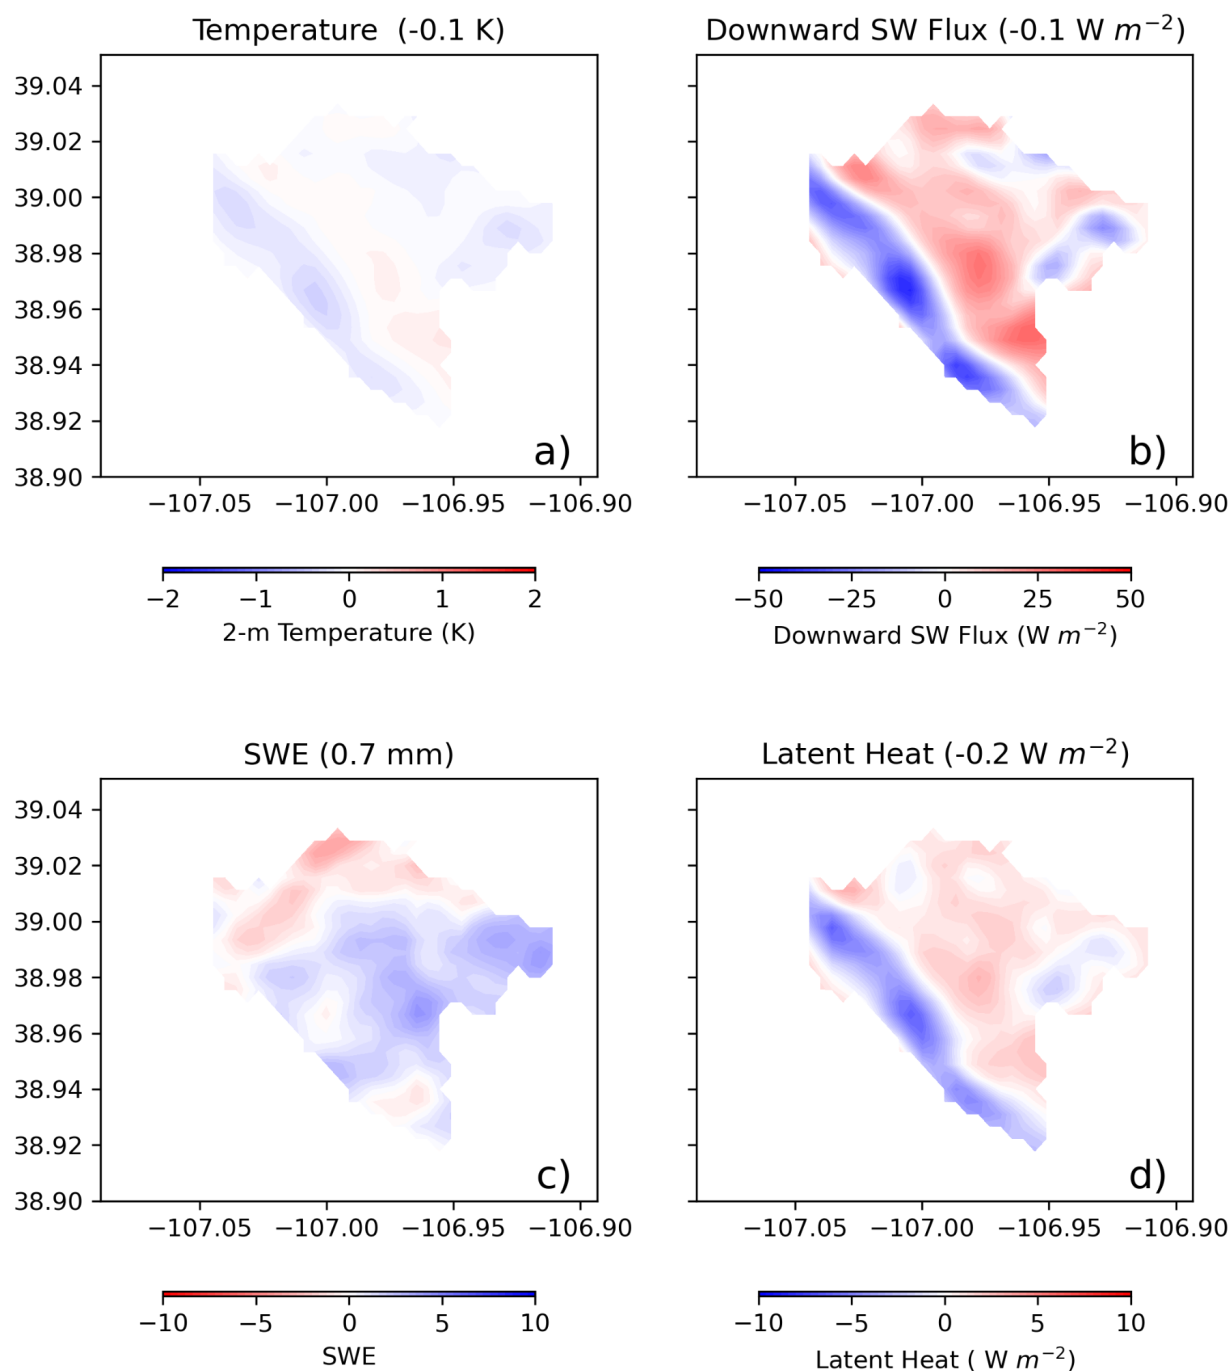 Temperature  (-0.1 K)
Downward SW Flux (-0.1 W m⁻²)
39.04
39.02
39.00
38.98
38.96
38.94
38.92
38.90
a)
b)
−107.05 −107.00 −106.95 −106.90
−107.05 −107.00 −106.95 −106.90
−2 −1 0 1 2
2-m Temperature (K)
−50 −25 0 25 50
Downward SW Flux (W m⁻²)
SWE (0.7 mm)
Latent Heat (-0.2 W m⁻²)
39.04
39.02
39.00
38.98
38.96
38.94
38.92
38.90
c)
d)
−107.05 −107.00 −106.95 −106.90
−107.05 −107.00 −106.95 −106.90
−10 −5 0 5 10
SWE
−10 −5 0 5 10
Latent Heat ( W m⁻²)